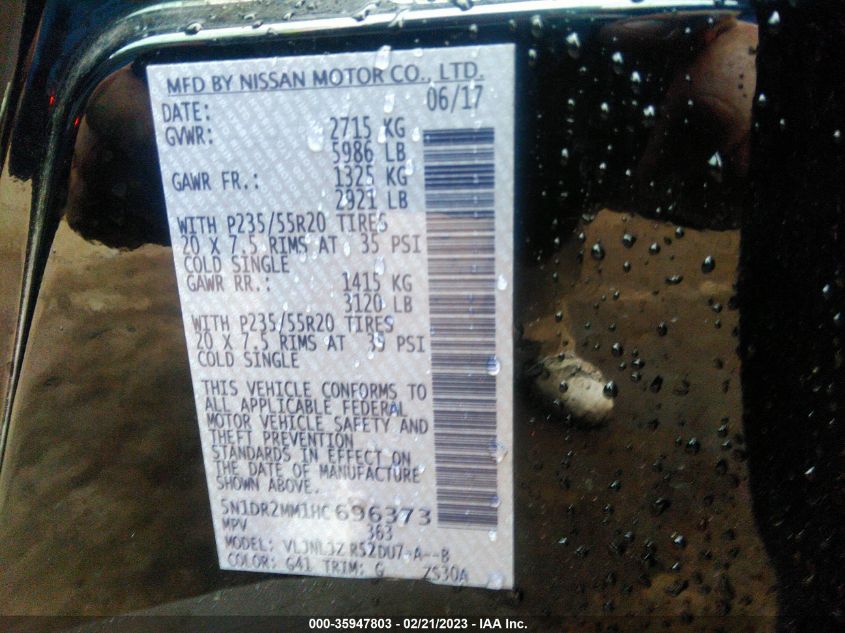 MFD BY NISSAN MOTOR CO., LTD.
DATE: 06/17
GVWR: 2715 KG
5986 LB
GAWR FR.: 1325 KG
2921 LB
WITH P235/55R20 TIRES
20 X 7.5 RIMS AT 35 PSI
COLD SINGLE
GAWR RR.: 1415 KG
3120 LB
WITH P235/55R20 TIRES
20 X 7.5 RIMS AT 35 PSI
COLD SINGLE
THIS VEHICLE CONFORMS TO
ALL APPLICABLE FEDERAL
MOTOR VEHICLE SAFETY AND
THEFT PREVENTION
STANDARDS IN EFFECT ON
THE DATE OF MANUFACTURE
SHOWN ABOVE.
5N1DR2MM1HC696373
MPV 363
MODEL: R52DU7-A--B
COLOR: G41 TRIM: G ZS30A
000-35947803 - 02/21/2023 - IAA Inc.